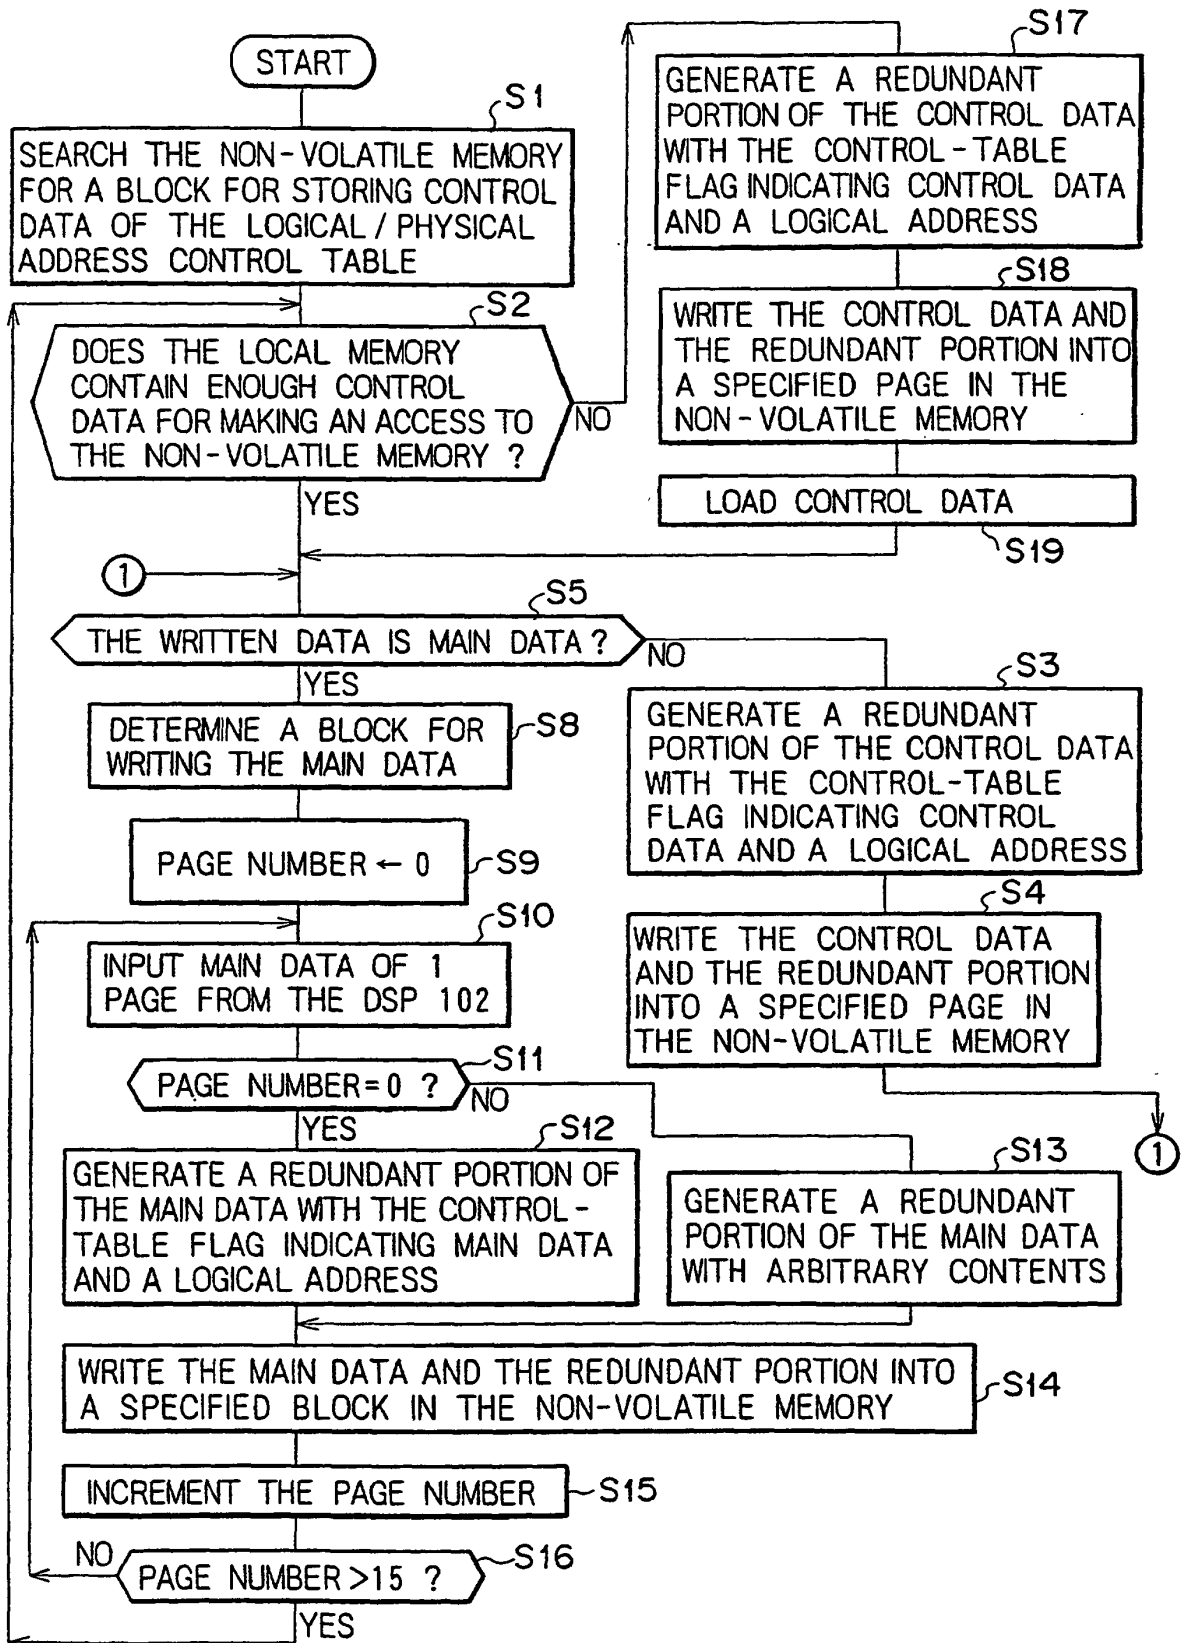 START
S1
SEARCH THE NON-VOLATILE MEMORY
FOR A BLOCK FOR STORING CONTROL
DATA OF THE LOGICAL / PHYSICAL
ADDRESS CONTROL TABLE
S2
DOES THE LOCAL MEMORY
CONTAIN ENOUGH CONTROL
DATA FOR MAKING AN ACCESS TO
THE NON-VOLATILE MEMORY ?
NO
YES
S17
GENERATE A REDUNDANT
PORTION OF THE CONTROL DATA
WITH THE CONTROL-TABLE
FLAG INDICATING CONTROL DATA
AND A LOGICAL ADDRESS
S18
WRITE THE CONTROL DATA AND
THE REDUNDANT PORTION INTO
A SPECIFIED PAGE IN THE
NON-VOLATILE MEMORY
LOAD CONTROL DATA
S19
1
S5
THE WRITTEN DATA IS MAIN DATA ?
NO
YES
S3
GENERATE A REDUNDANT
PORTION OF THE CONTROL DATA
WITH THE CONTROL-TABLE
FLAG INDICATING CONTROL
DATA AND A LOGICAL ADDRESS
S4
WRITE THE CONTROL DATA
AND THE REDUNDANT PORTION
INTO A SPECIFIED PAGE IN
THE NON-VOLATILE MEMORY
1
DETERMINE A BLOCK FOR
WRITING THE MAIN DATA
S8
PAGE NUMBER ← 0
S9
S10
INPUT MAIN DATA OF 1
PAGE FROM THE DSP 102
S11
PAGE NUMBER = 0 ?
NO
YES
S12
GENERATE A REDUNDANT PORTION OF
THE MAIN DATA WITH THE CONTROL-
TABLE FLAG INDICATING MAIN DATA
AND A LOGICAL ADDRESS
S13
GENERATE A REDUNDANT
PORTION OF THE MAIN DATA
WITH ARBITRARY CONTENTS
WRITE THE MAIN DATA AND THE REDUNDANT PORTION INTO
A SPECIFIED BLOCK IN THE NON-VOLATILE MEMORY
S14
INCREMENT THE PAGE NUMBER
S15
NO
PAGE NUMBER >15 ?
S16
YES